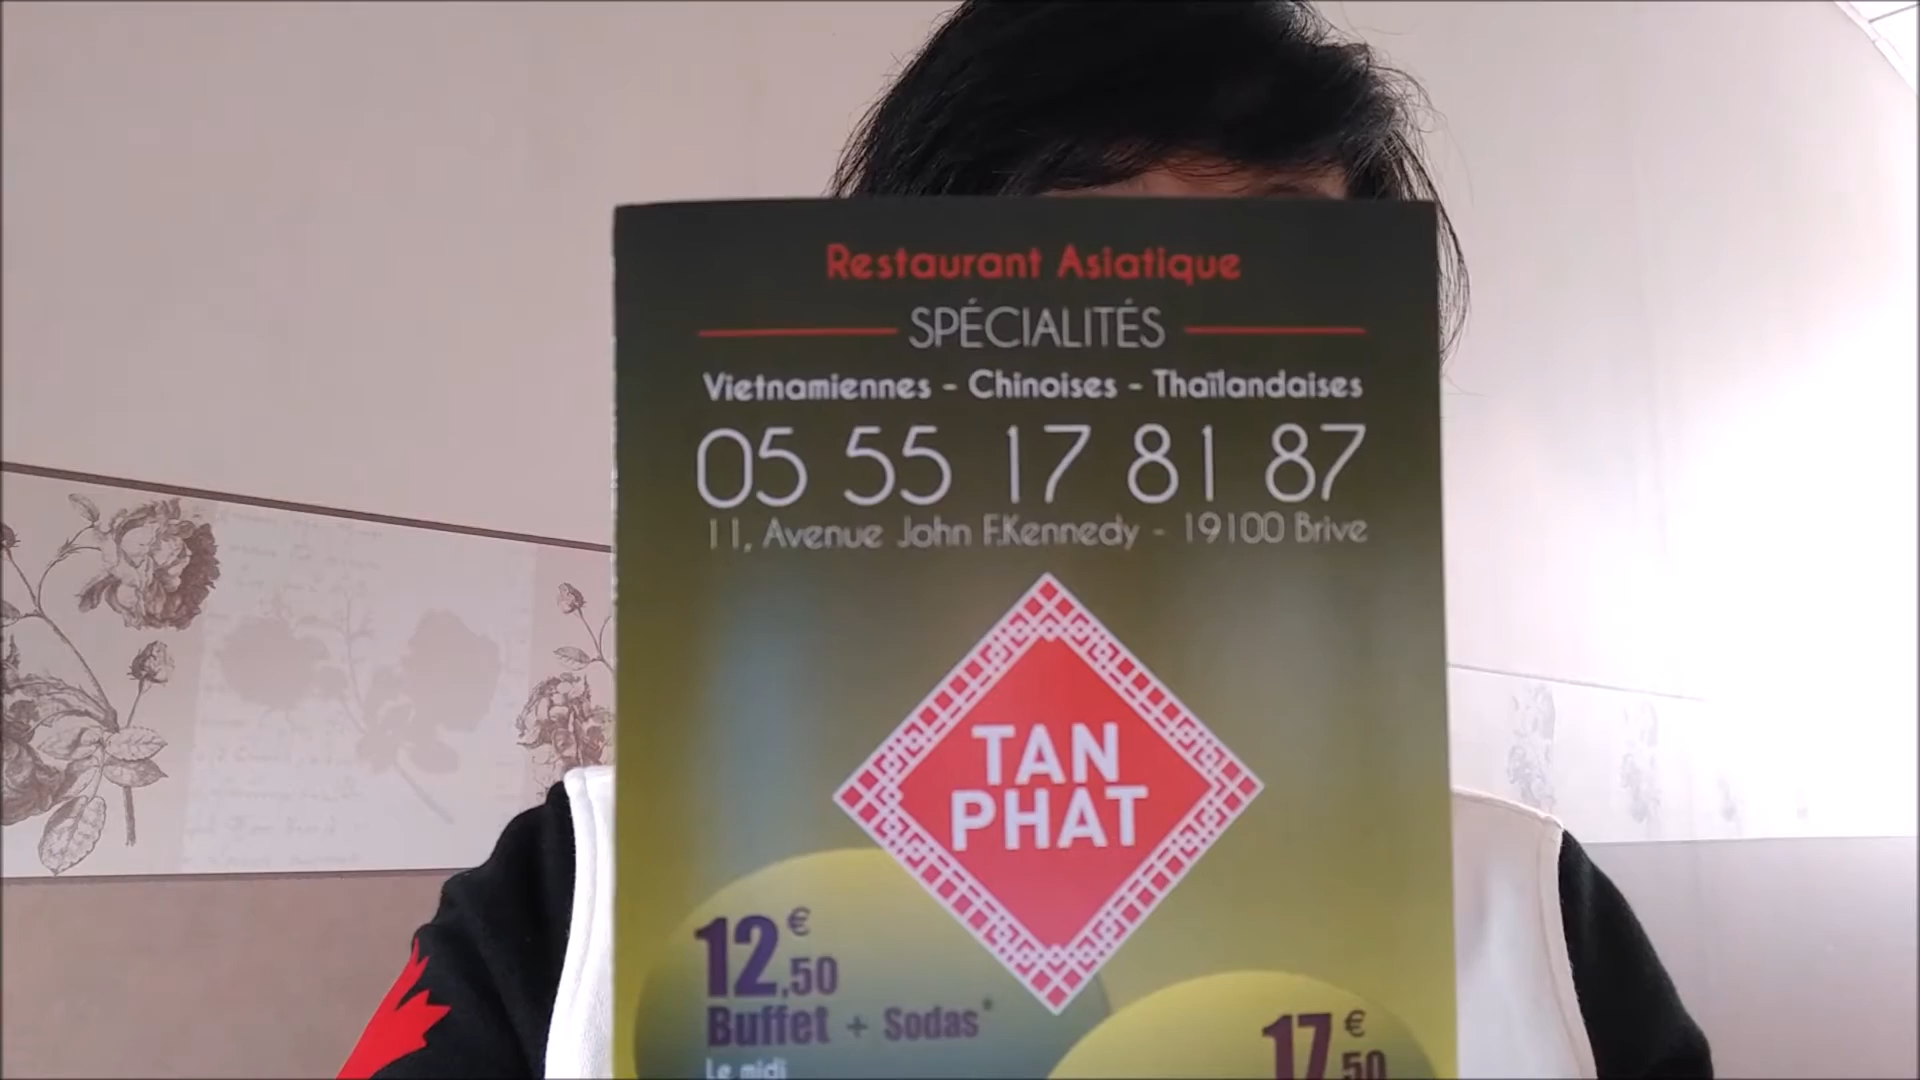 Restaurant Asiatique
SPÉCIALITÉS
Vietnamiennes - Chinoises - Thaïlandaises
05 55 17 81 87
11, Avenue John F.Kennedy - 19100 Brive
TAN
PHAT
12,50€
Buffet + Sodas*
Le midi
17,50€